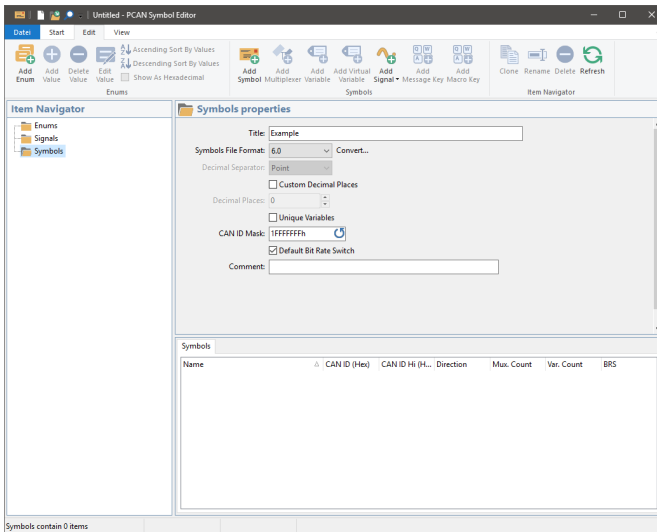 Untitled - PCAN Symbol Editor
Datei Start Edit View
Add Enum
Add Value
Delete Value
Edit Value
Ascending Sort By Values
Descending Sort By Values
Show As Hexadecimal
Enums
Add Symbol
Add Multiplexer
Add Variable
Add Virtual Variable
Add Signal
Add Message Key
Add Macro Key
Symbols
Clone Rename Delete Refresh
Item Navigator
Item Navigator
Enums
Signals
Symbols
Symbols properties
Title: Example
Symbols File Format: 6.0 Convert...
Decimal Separator: Point
Custom Decimal Places
Decimal Places: 0
Unique Variables
CAN ID Mask: 1FFFFFFFh
Default Bit Rate Switch
Comment:
Symbols
Name CAN ID (Hex) CAN ID Hi (H... Direction Mux. Count Var. Count BRS
Symbols contain 0 items